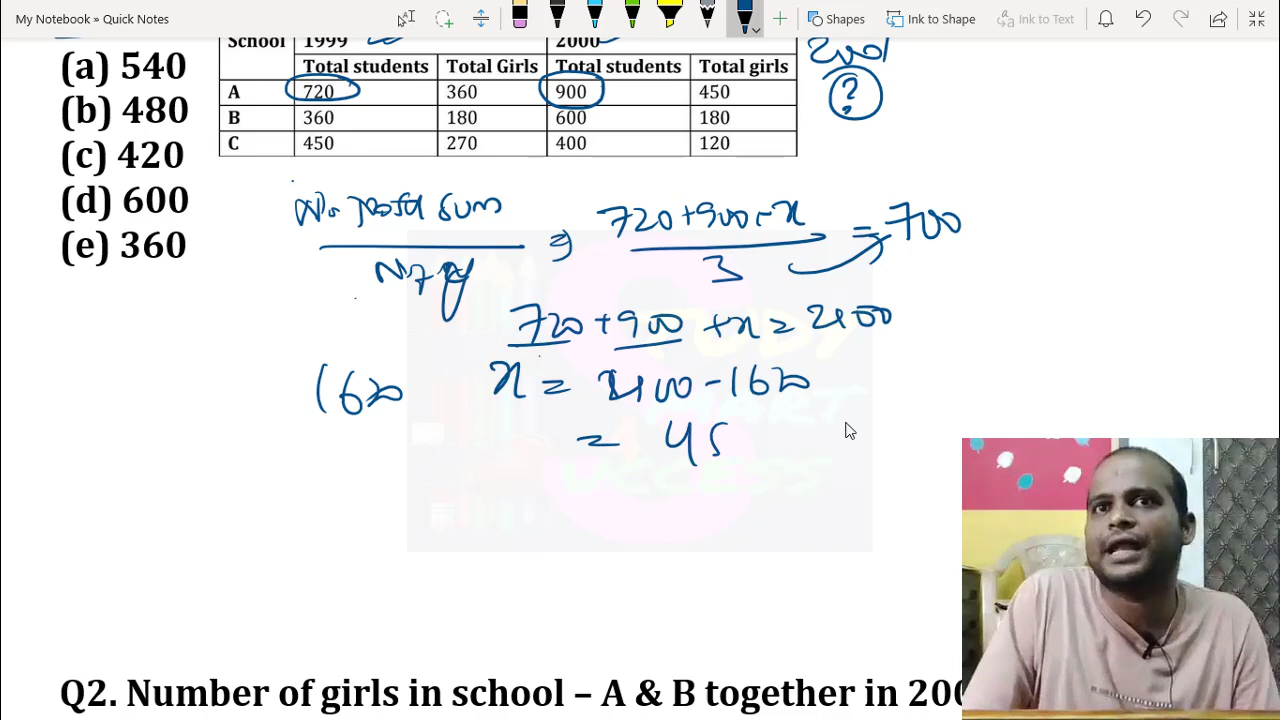 My Notebook » Quick Notes
Shapes Ink to Shape Ink to Text
School 1999 2000
Total students Total Girls Total students Total girls
A 720 360 900 450
B 360 180 600 180
C 450 270 400 120
2001
?
(a) 540
(b) 480
(c) 420
(d) 600
(e) 360
sum
⇒ 720+900+x
3
= 700
720 + 900 + x = 2100
1620 x = 2100 - 1620
= 48
Q2. Number of girls in school – A & B together in 200